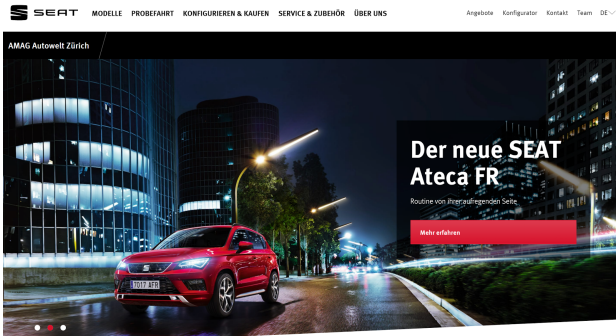 SEAT
MODELLE PROBEFAHRT KONFIGURIEREN & KAUFEN SERVICE & ZUBEHÖR ÜBER UNS
Angebote Konfigurator Kontakt Team DE
AMAG Autowelt Zürich
Der neue SEAT
Ateca FR
Routine von ihrer aufregenden Seite
Mehr erfahren
7017 AFR